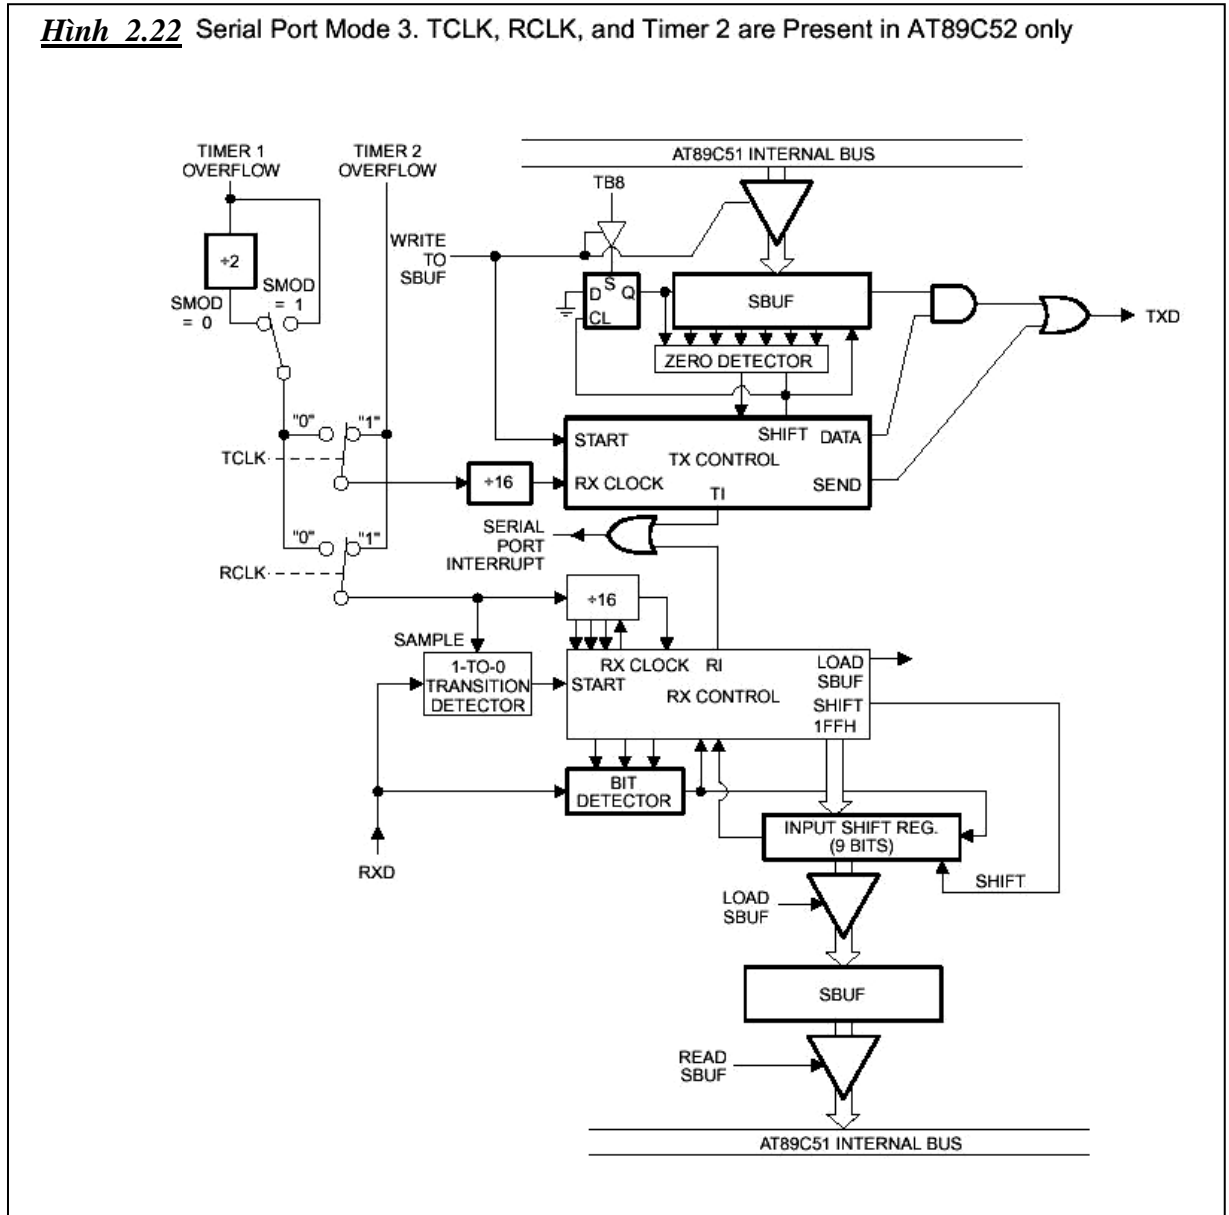 Hình 2.22 Serial Port Mode 3. TCLK, RCLK, and Timer 2 are Present in AT89C52 only
TIMER 1
OVERFLOW
TIMER 2
OVERFLOW
AT89C51 INTERNAL BUS
TB8
WRITE
TO
SBUF
÷2
SMOD
= 0
SMOD
= 1
S
D
Q
CL
SBUF
TXD
ZERO DETECTOR
"0"
"1"
TCLK
÷16
START
SHIFT
DATA
TX CONTROL
RX CLOCK
TI
SEND
SERIAL
PORT
INTERRUPT
"0"
"1"
RCLK
÷16
SAMPLE
1-TO-0
TRANSITION
DETECTOR
RX CLOCK
RI
START
RX CONTROL
LOAD
SBUF
SHIFT
1FFH
BIT
DETECTOR
INPUT SHIFT REG.
(9 BITS)
RXD
SHIFT
LOAD
SBUF
SBUF
READ
SBUF
AT89C51 INTERNAL BUS